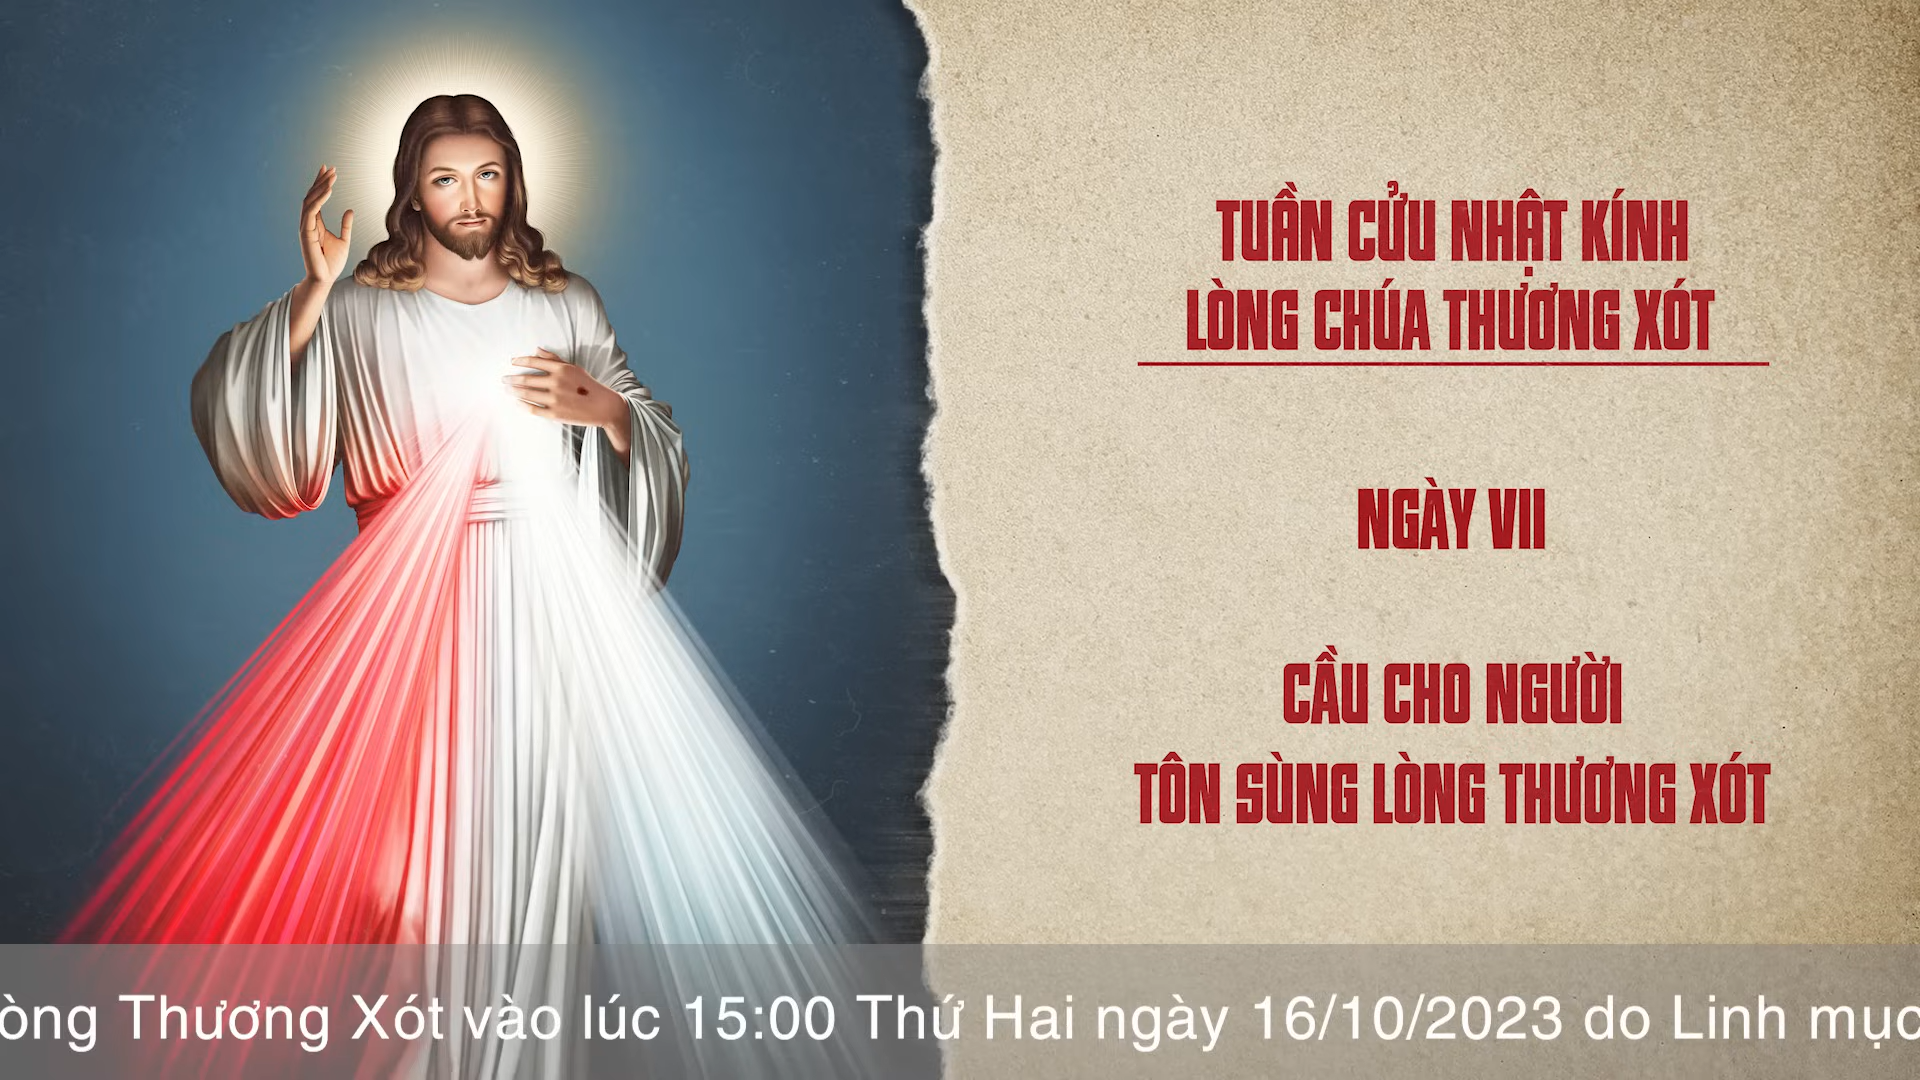 TUẦN CỬU NHẬT KÍNH
LÒNG CHÚA THƯƠNG XÓT
NGÀY VII
CẦU CHO NGƯỜI
TÔN SÙNG LÒNG THƯƠNG XÓT
òng Thương Xót vào lúc 15:00 Thứ Hai ngày 16/10/2023 do Linh mục